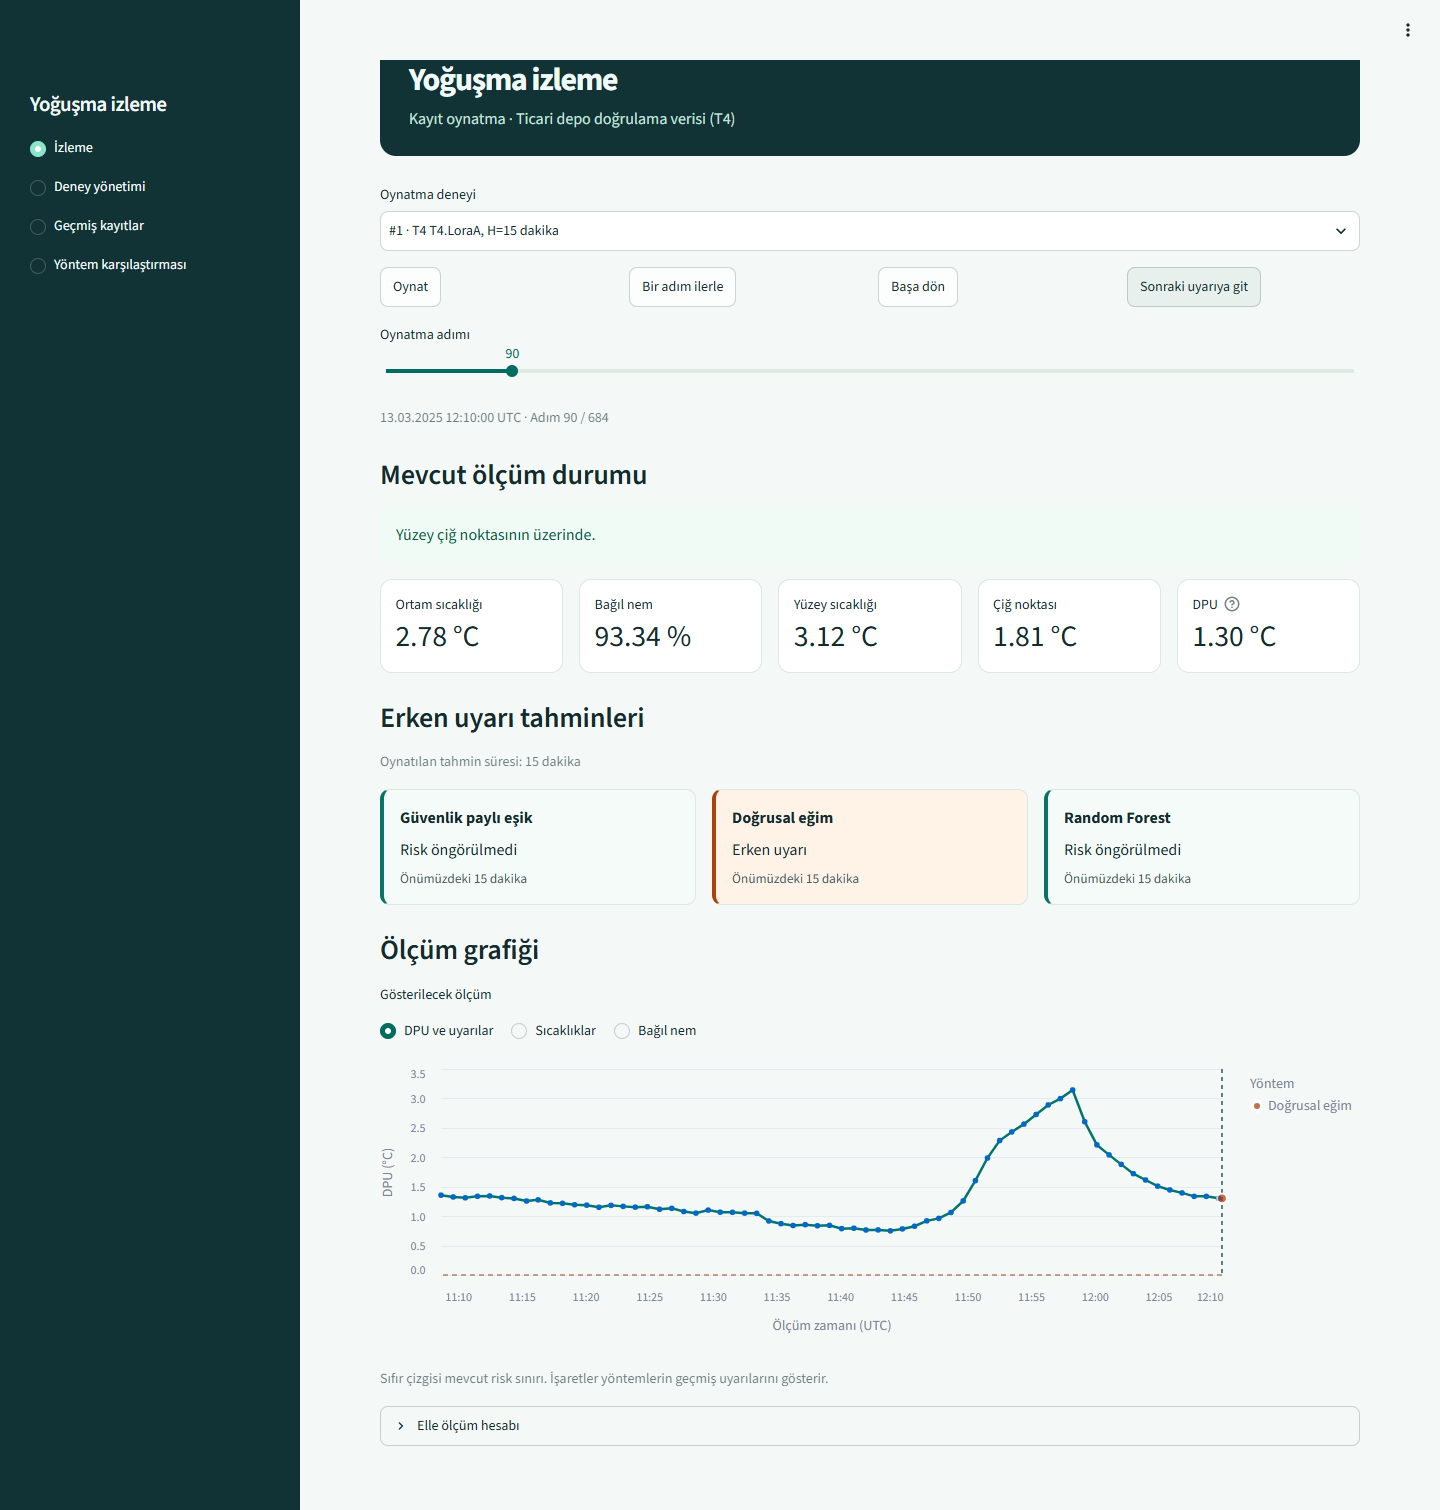 Yoğuşma izleme
İzleme
Deney yönetimi
Geçmiş kayıtlar
Yöntem karşılaştırması
Yoğuşma izleme
Kayıt oynatma · Ticari depo doğrulama verisi (T4)
Oynatma deneyi
#1 · T4 T4.LoraA, H=15 dakika
Oynat
Bir adım ilerle
Başa dön
Sonraki uyarıya git
Oynatma adımı
90
13.03.2025 12:10:00 UTC · Adım 90 / 684
Mevcut ölçüm durumu
Yüzey çiğ noktasının üzerinde.
Ortam sıcaklığı
2.78 °C
Bağıl nem
93.34 %
Yüzey sıcaklığı
3.12 °C
Çiğ noktası
1.81 °C
DPU
1.30 °C
Erken uyarı tahminleri
Oynatılan tahmin süresi: 15 dakika
Güvenlik paylı eşik
Risk öngörülmedi
Önümüzdeki 15 dakika
Doğrusal eğim
Erken uyarı
Önümüzdeki 15 dakika
Random Forest
Risk öngörülmedi
Önümüzdeki 15 dakika
Ölçüm grafiği
Gösterilecek ölçüm
DPU ve uyarılar
Sıcaklıklar
Bağıl nem
DPU (°C)
3.5
3.0
2.5
2.0
1.5
1.0
0.5
0.0
11:10 11:15 11:20 11:25 11:30 11:35 11:40 11:45 11:50 11:55 12:00 12:05 12:10
Ölçüm zamanı (UTC)
Yöntem
Doğrusal eğim
Sıfır çizgisi mevcut risk sınırı. İşaretler yöntemlerin geçmiş uyarılarını gösterir.
Elle ölçüm hesabı